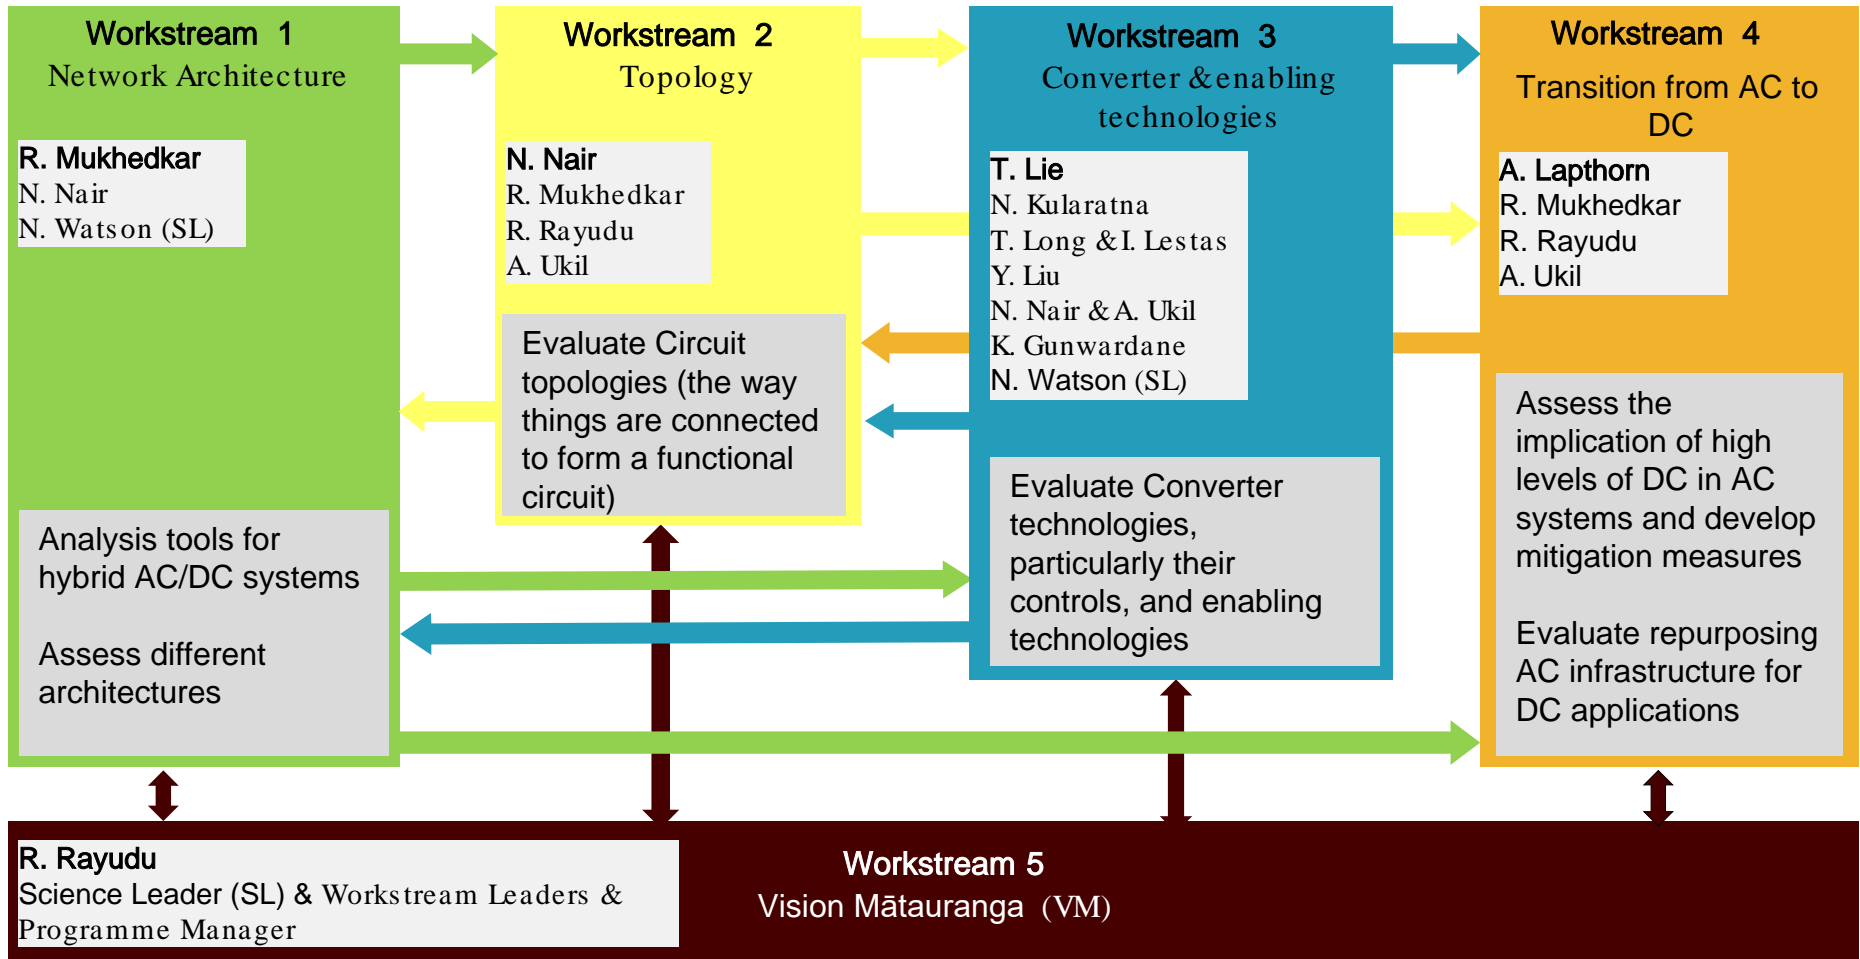 Workstream 1
Network Architecture
R. Mukhedkar
N. Nair
N. Watson (SL)
Analysis tools for
hybrid AC/DC systems
Assess different
architectures
Workstream 2
Topology
N. Nair
R. Mukhedkar
R. Rayudu
A. Ukil
Evaluate Circuit
topologies (the way
things are connected
to form a functional
circuit)
Workstream 3
Converter & enabling
technologies
T. Lie
N. Kularatna
T. Long & I. Lestas
Y. Liu
N. Nair & A. Ukil
K. Gunwardane
N. Watson (SL)
Evaluate Converter
technologies,
particularly their
controls, and enabling
technologies
Workstream 4
Transition from AC to
DC
A. Lapthorn
R. Mukhedkar
R. Rayudu
A. Ukil
Assess the
implication of high
levels of DC in AC
systems and develop
mitigation measures
Evaluate repurposing
AC infrastructure for
DC applications
R. Rayudu
Science Leader (SL) & Workstream Leaders &
Programme Manager
Workstream 5
Vision Mātauranga (VM)